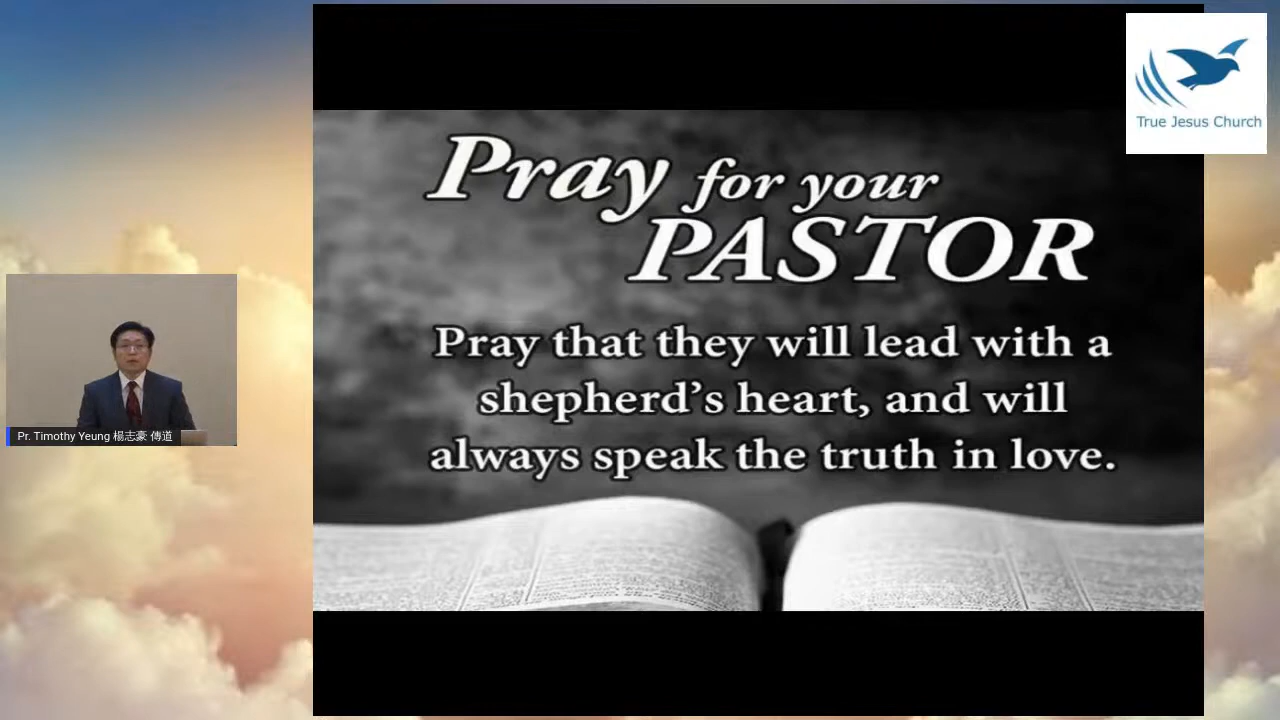 True Jesus Church
Pray for your
PASTOR
Pray that they will lead with a
shepherd’s heart, and will
always speak the truth in love.
Pr. Timothy Yeung 楊志豪 傳道